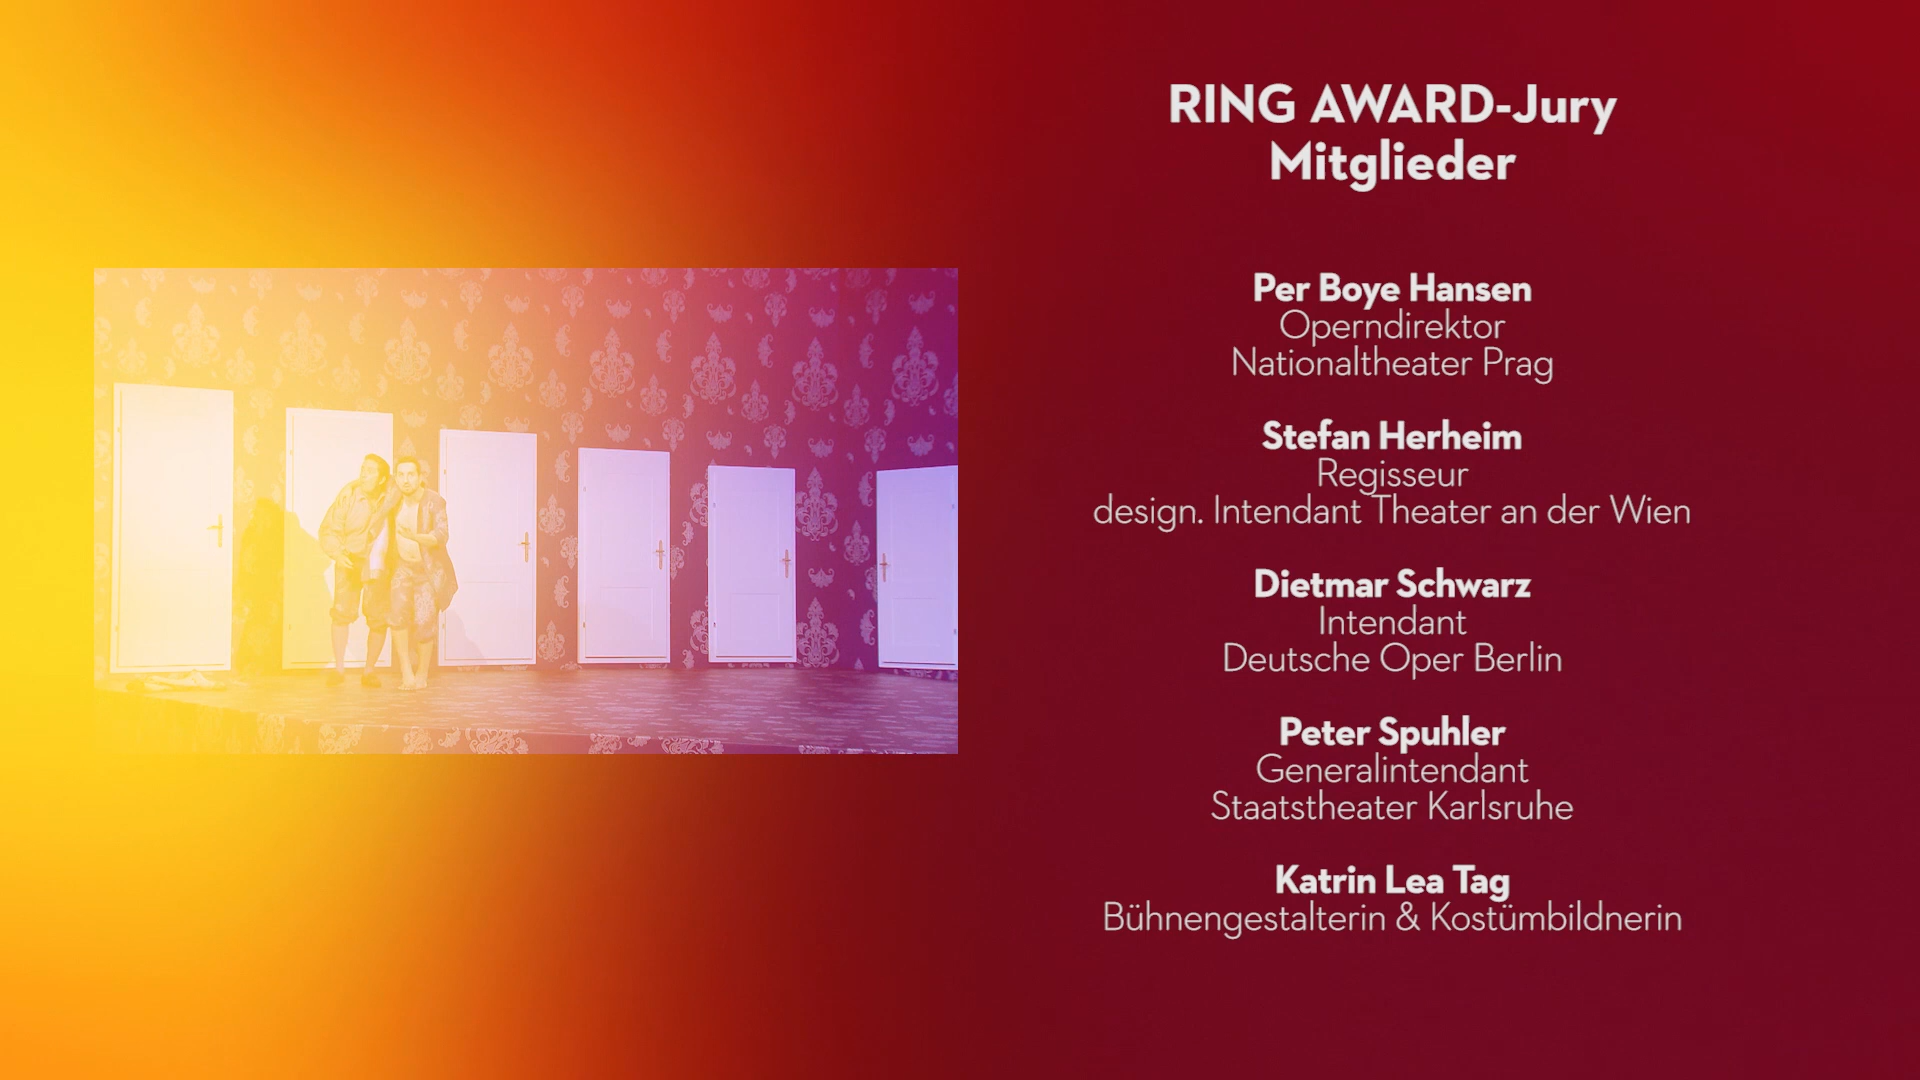 RING AWARD-Jury
Mitglieder
Per Boye Hansen
Operndirektor
Nationaltheater Prag
Stefan Herheim
Regisseur
design. Intendant Theater an der Wien
Dietmar Schwarz
Intendant
Deutsche Oper Berlin
Peter Spuhler
Generalintendant
Staatstheater Karlsruhe
Katrin Lea Tag
Bühnengestalterin & Kostümbildnerin